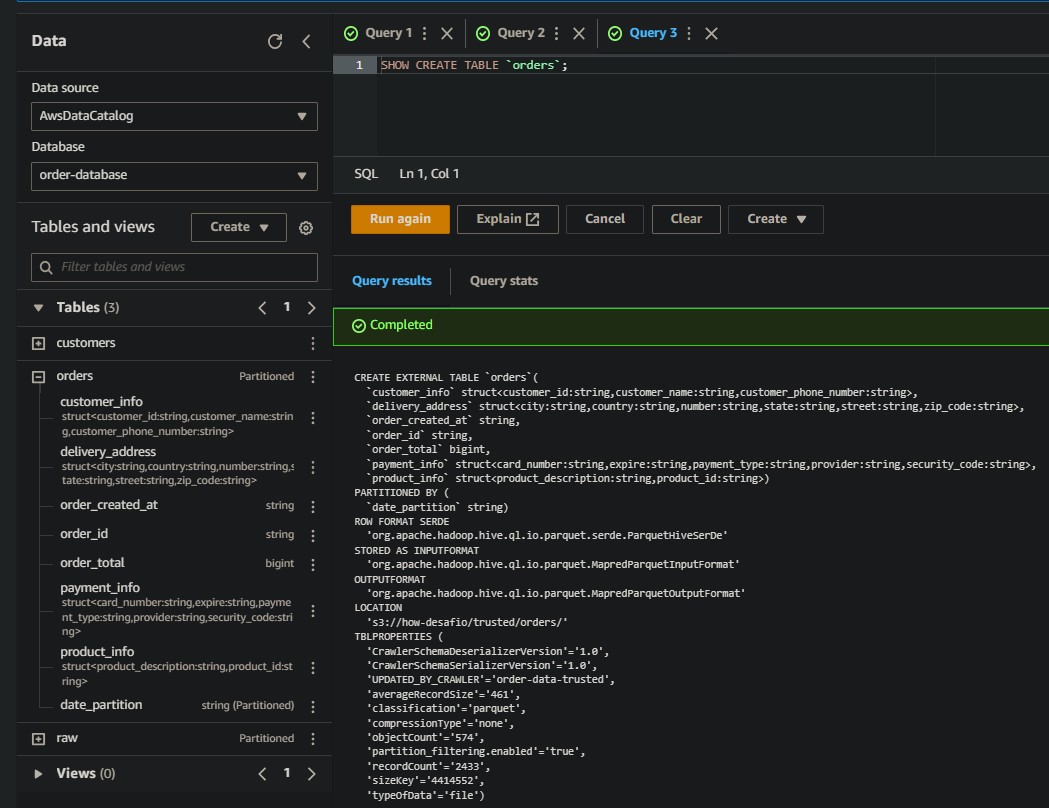 Data
Data source
AwsDataCatalog
Database
order-database
Tables and views
Create
Filter tables and views
Tables (3)
1
customers
orders
Partitioned
customer_info
struct<customer_id:string,customer_name:strin
g,customer_phone_number:string>
delivery_address
struct<city:string,country:string,number:string,s
tate:string,street:string,zip_code:string>
order_created_at
string
order_id
string
order_total
bigint
payment_info
struct<card_number:string,expire:string,payme
nt_type:string,provider:string,security_code:stri
ng>
product_info
struct<product_description:string,product_id:st
ring>
date_partition
string (Partitioned)
raw
Partitioned
Views (0)
1
Query 1
Query 2
Query 3
1
SHOW CREATE TABLE `orders`;
SQL
Ln 1, Col 1
Run again
Explain
Cancel
Clear
Create
Query results
Query stats
Completed
CREATE EXTERNAL TABLE `orders`(
`customer_info` struct<customer_id:string,customer_name:string,customer_phone_number:string>,
`delivery_address` struct<city:string,country:string,number:string,state:string,street:string,zip_code:string>,
`order_created_at` string,
`order_id` string,
`order_total` bigint,
`payment_info` struct<card_number:string,expire:string,payment_type:string,provider:string,security_code:string>,
`product_info` struct<product_description:string,product_id:string>)
PARTITIONED BY (
`date_partition` string)
ROW FORMAT SERDE
'org.apache.hadoop.hive.ql.io.parquet.serde.ParquetHiveSerDe'
STORED AS INPUTFORMAT
'org.apache.hadoop.hive.ql.io.parquet.MapredParquetInputFormat'
OUTPUTFORMAT
'org.apache.hadoop.hive.ql.io.parquet.MapredParquetOutputFormat'
LOCATION
's3://how-desafio/trusted/orders/'
TBLPROPERTIES (
'CrawlerSchemaDeserializerVersion'='1.0',
'CrawlerSchemaSerializerVersion'='1.0',
'UPDATED_BY_CRAWLER'='order-data-trusted',
'averageRecordSize'='461',
'classification'='parquet',
'compressionType'='none',
'objectCount'='574',
'partition_filtering.enabled'='true',
'recordCount'='2433',
'sizeKey'='4414552',
'typeOfData'='file')